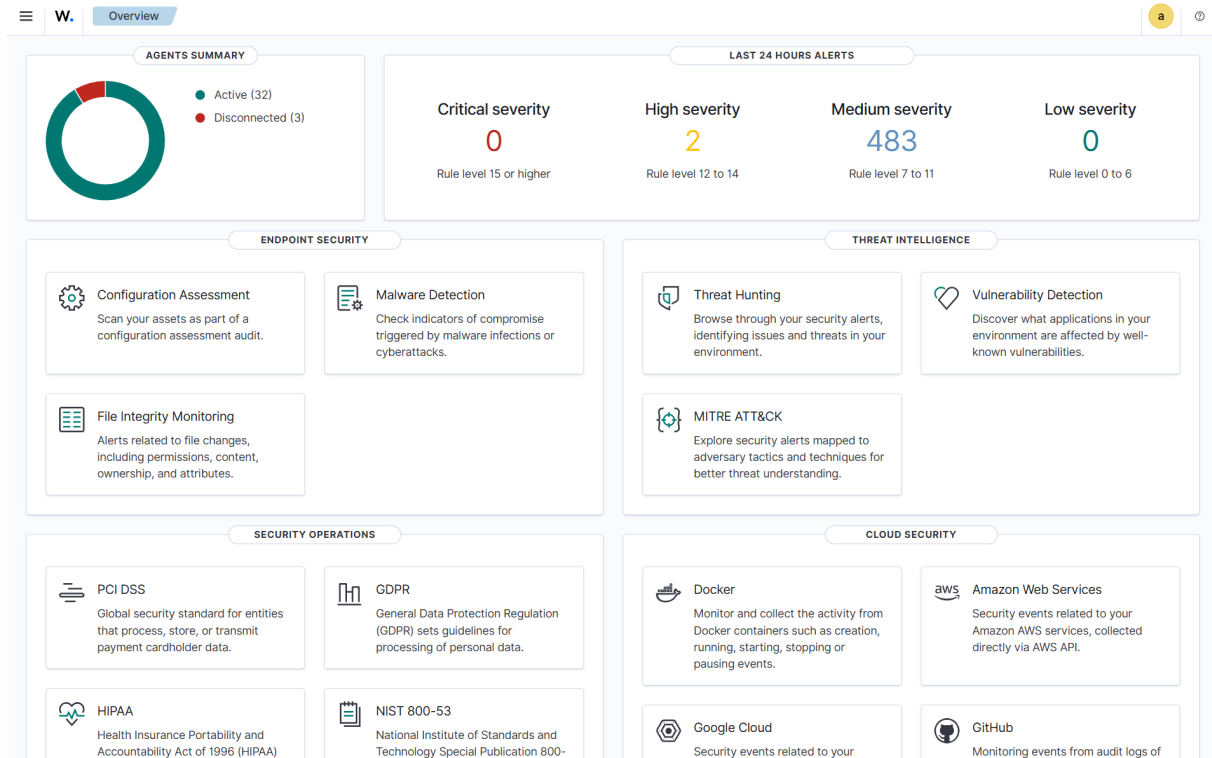 W. Overview a
AGENTS SUMMARY
Active (32)
Disconnected (3)
LAST 24 HOURS ALERTS
Critical severity
0
Rule level 15 or higher
High severity
2
Rule level 12 to 14
Medium severity
483
Rule level 7 to 11
Low severity
0
Rule level 0 to 6
ENDPOINT SECURITY
Configuration Assessment
Scan your assets as part of a
configuration assessment audit.
Malware Detection
Check indicators of compromise
triggered by malware infections or
cyberattacks.
File Integrity Monitoring
Alerts related to file changes,
including permissions, content,
ownership, and attributes.
THREAT INTELLIGENCE
Threat Hunting
Browse through your security alerts,
identifying issues and threats in your
environment.
Vulnerability Detection
Discover what applications in your
environment are affected by well-
known vulnerabilities.
MITRE ATT&CK
Explore security alerts mapped to
adversary tactics and techniques for
better threat understanding.
SECURITY OPERATIONS
PCI DSS
Global security standard for entities
that process, store, or transmit
payment cardholder data.
GDPR
General Data Protection Regulation
(GDPR) sets guidelines for
processing of personal data.
HIPAA
Health Insurance Portability and
Accountability Act of 1996 (HIPAA)
NIST 800-53
National Institute of Standards and
Technology Special Publication 800-
CLOUD SECURITY
Docker
Monitor and collect the activity from
Docker containers such as creation,
running, starting, stopping or
pausing events.
aws
Amazon Web Services
Security events related to your
Amazon AWS services, collected
directly via AWS API.
Google Cloud
Security events related to your
GitHub
Monitoring events from audit logs of